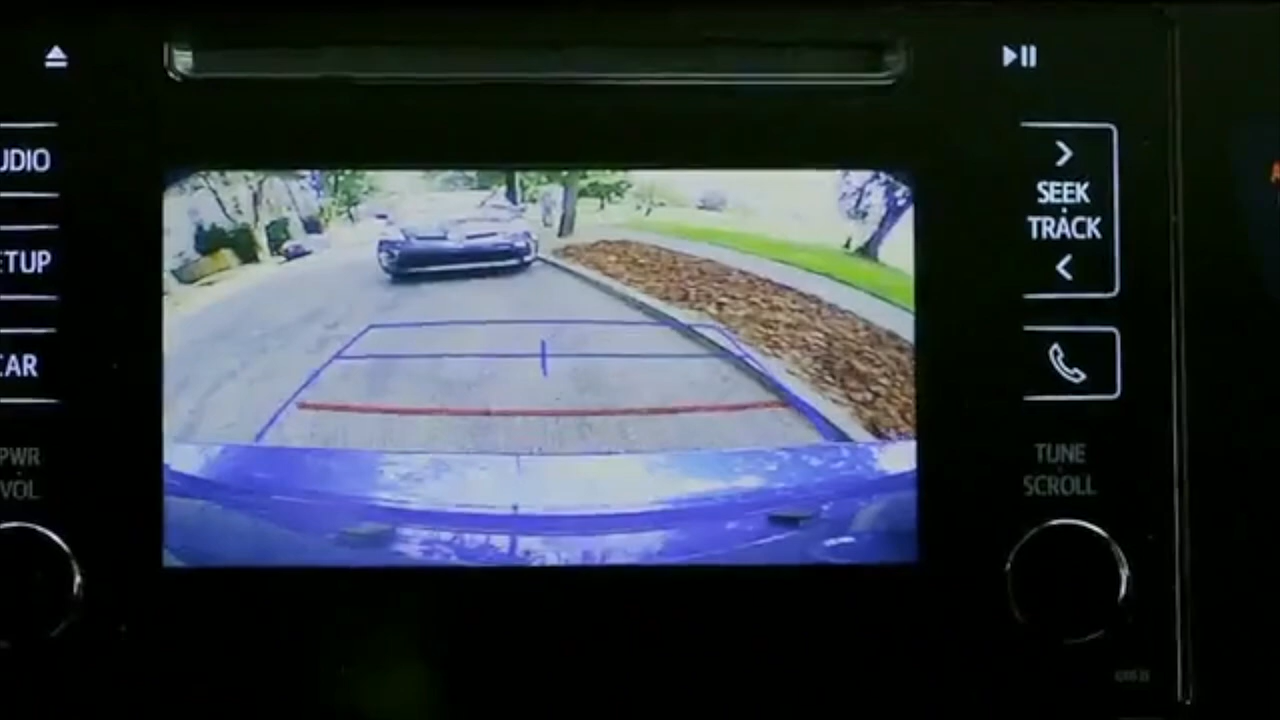 UDIO
ETUP
CAR
PWR
VOL
SEEK
TRACK
TUNE
SCROLL